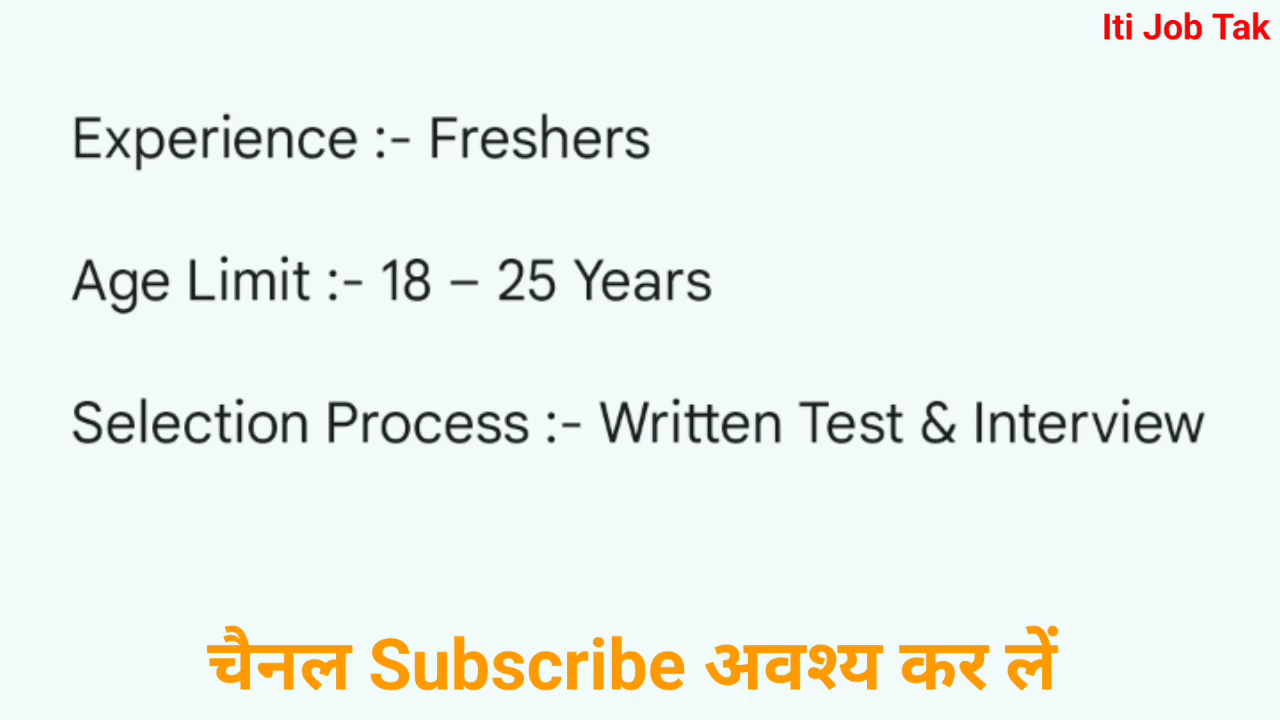 Iti Job Tak
Experience :- Freshers
Age Limit :- 18 – 25 Years
Selection Process :- Written Test & Interview
चैनल Subscribe अवश्य कर लें